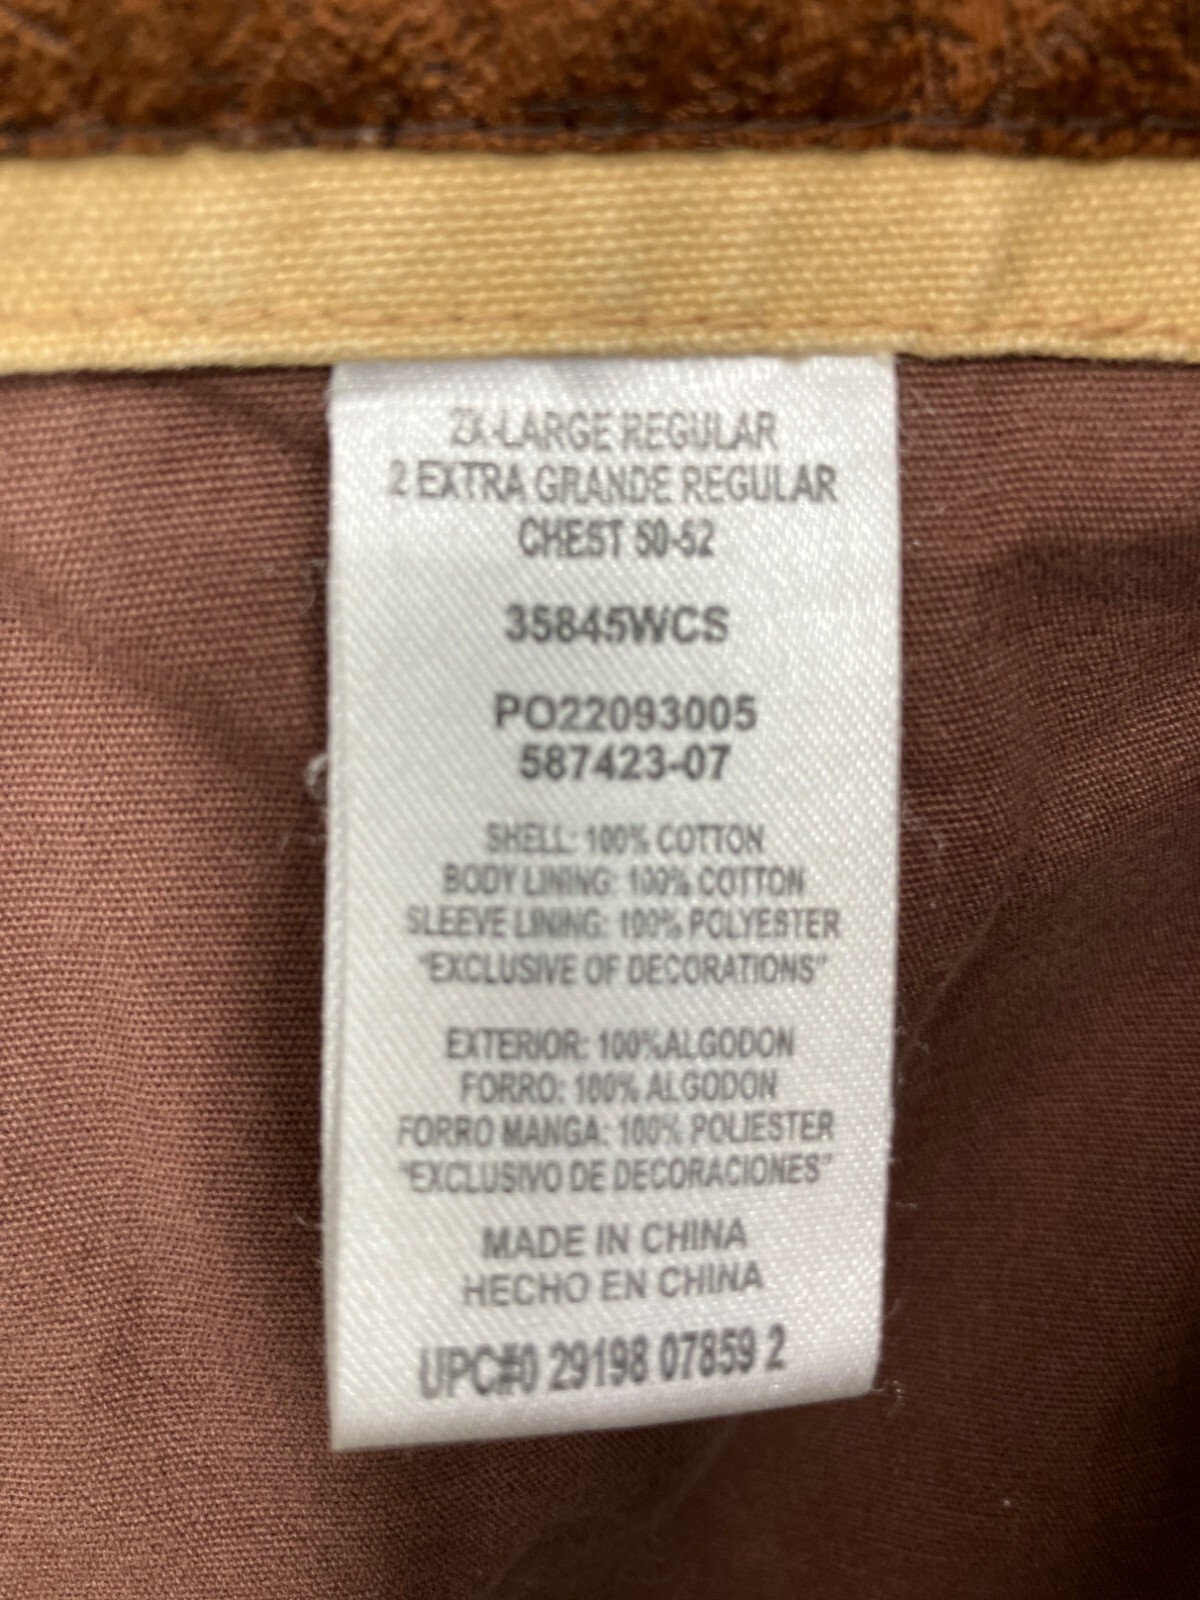 2X-LARGE REGULAR
2 EXTRA GRANDE REGULAR
CHEST 50-52
35845WCS
PO22093005
587423-07
SHELL: 100% COTTON
BODY LINING: 100% COTTON
SLEEVE LINING: 100% POLYESTER
"EXCLUSIVE OF DECORATIONS"
EXTERIOR: 100%ALGODON
FORRO: 100% ALGODON
FORRO MANGA: 100% POLIESTER
"EXCLUSIVO DE DECORACIONES"
MADE IN CHINA
HECHO EN CHINA
UPC#0 29198 07859 2